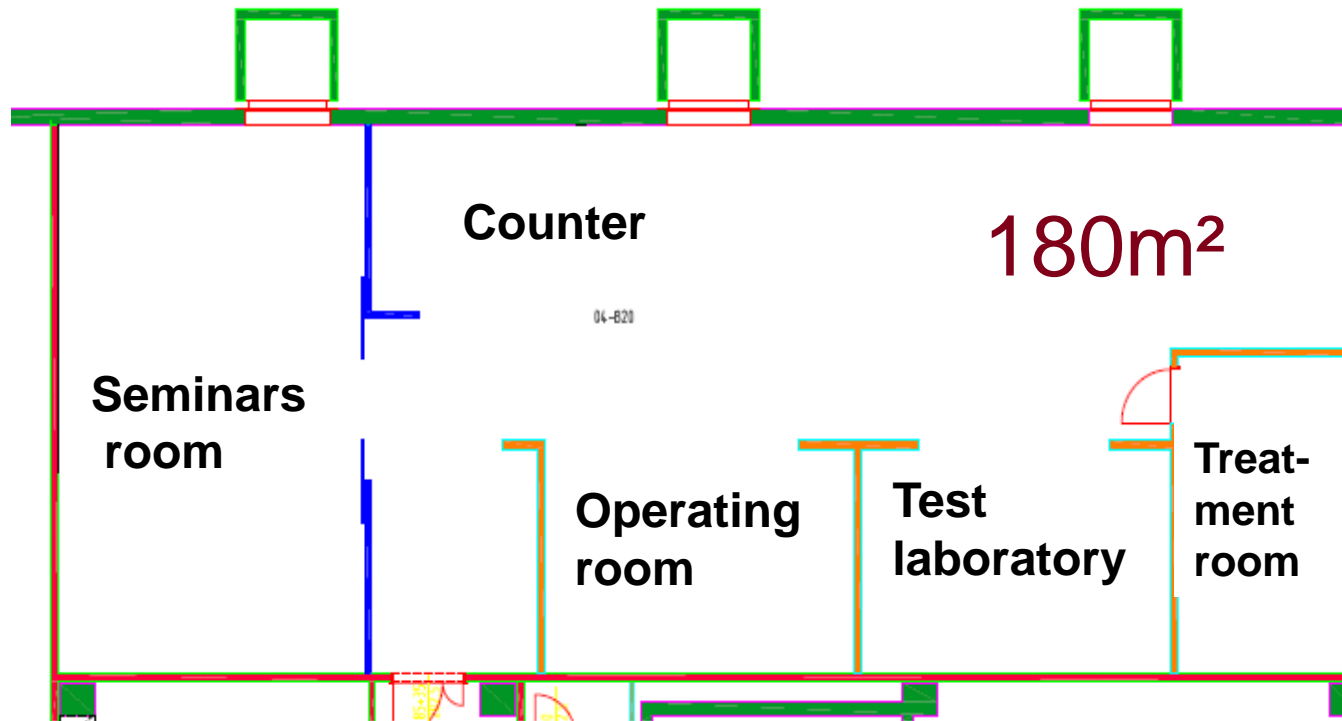 Counter
180m²
04-B20
Seminars
room
Operating
room
Test
laboratory
Treat-
ment
room